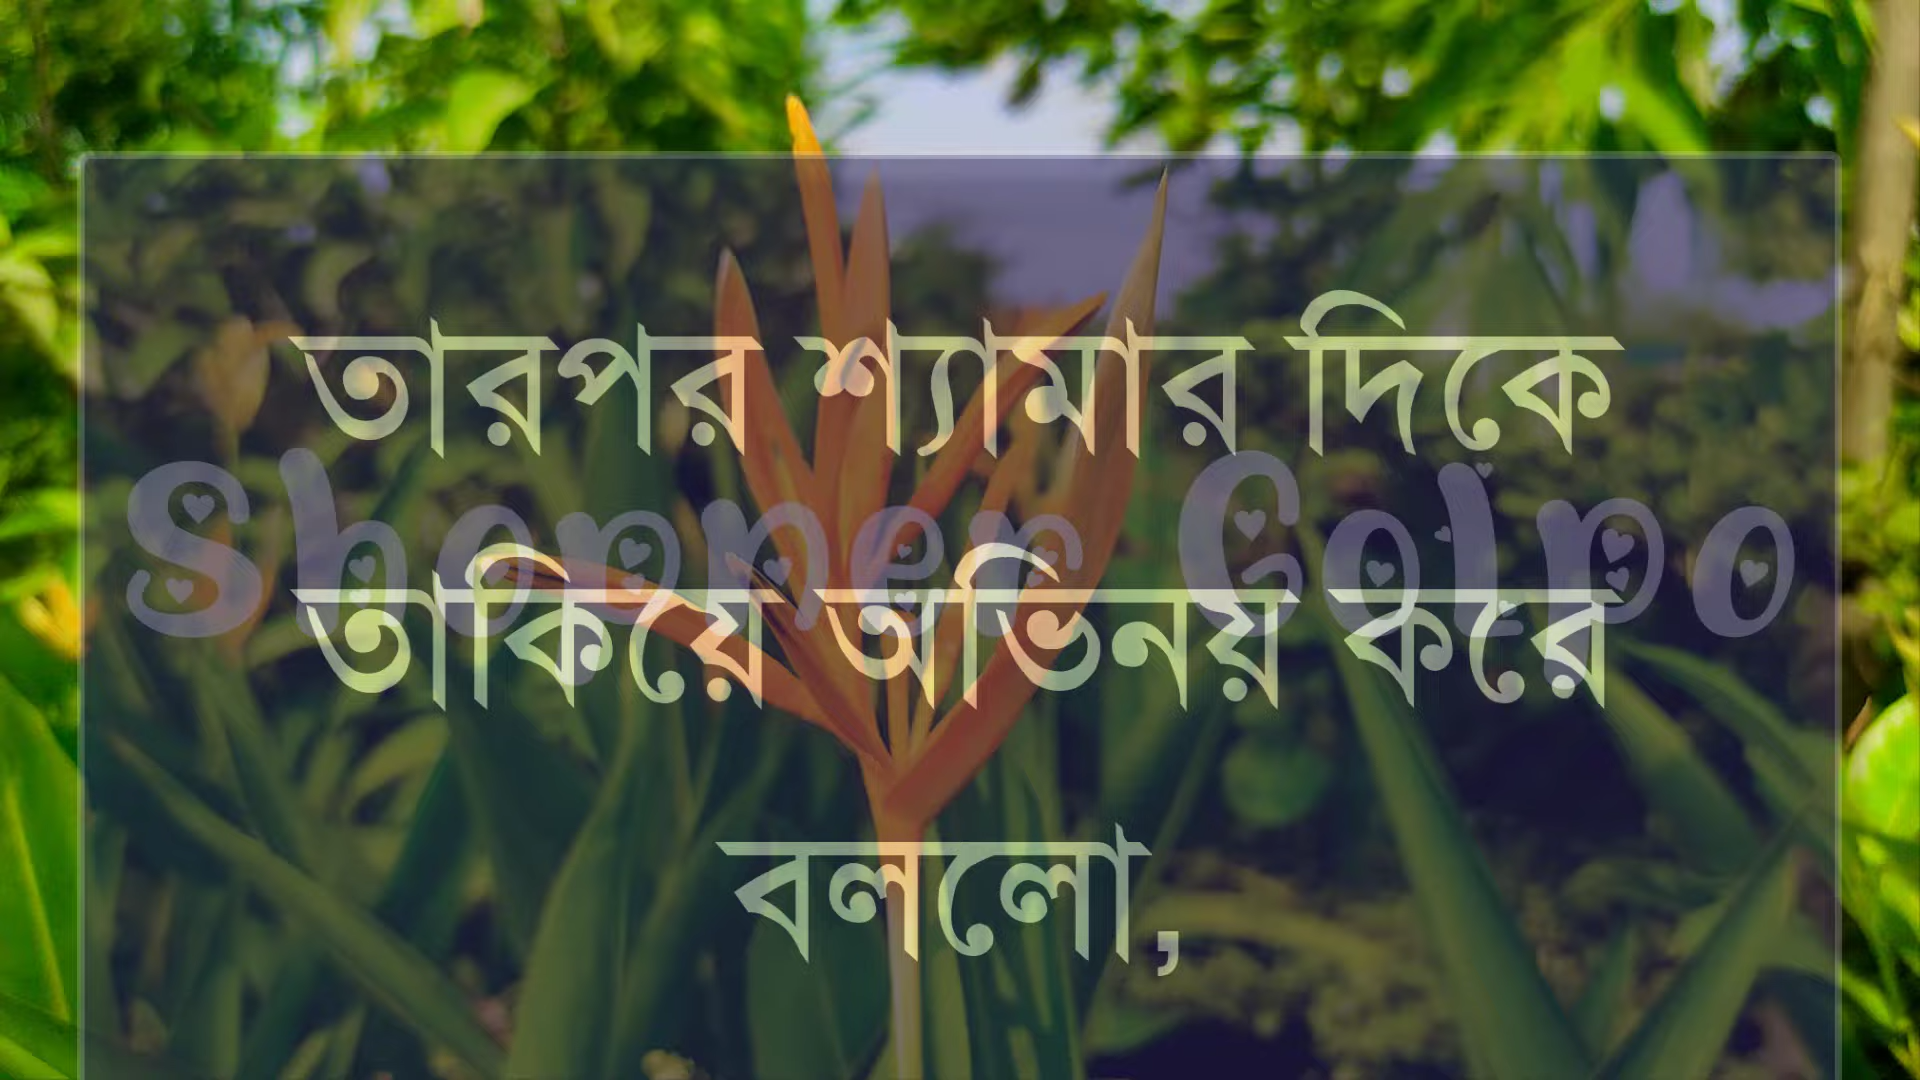 তারপর শ্যামার দিকে
Shopner Golpo
তাকিয়ে অভিনয় করে
বললো,